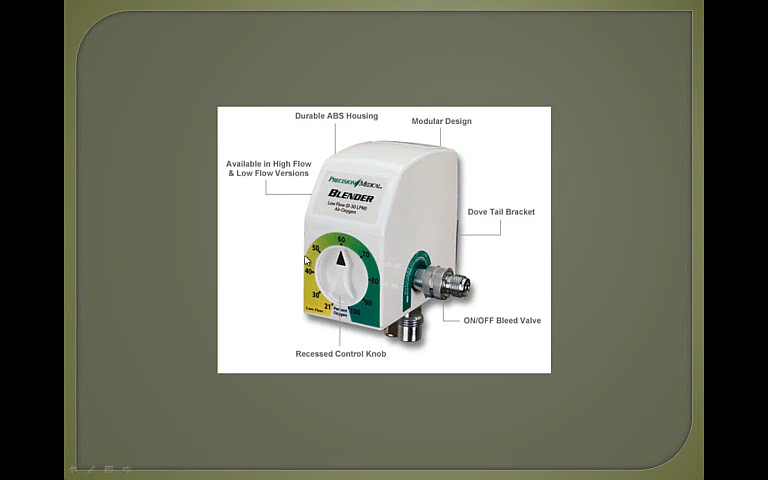 Durable ABS Housing
Modular Design
Available in High Flow
& Low Flow Versions
PRECISION MEDICAL
BLENDER
Low Flow (0-30 LPM)
Air-Oxygen
Dove Tail Bracket
60
50
70
40
80
30
90
21
100
Percent
Oxygen
Low Flow
ON/OFF Bleed Valve
Recessed Control Knob